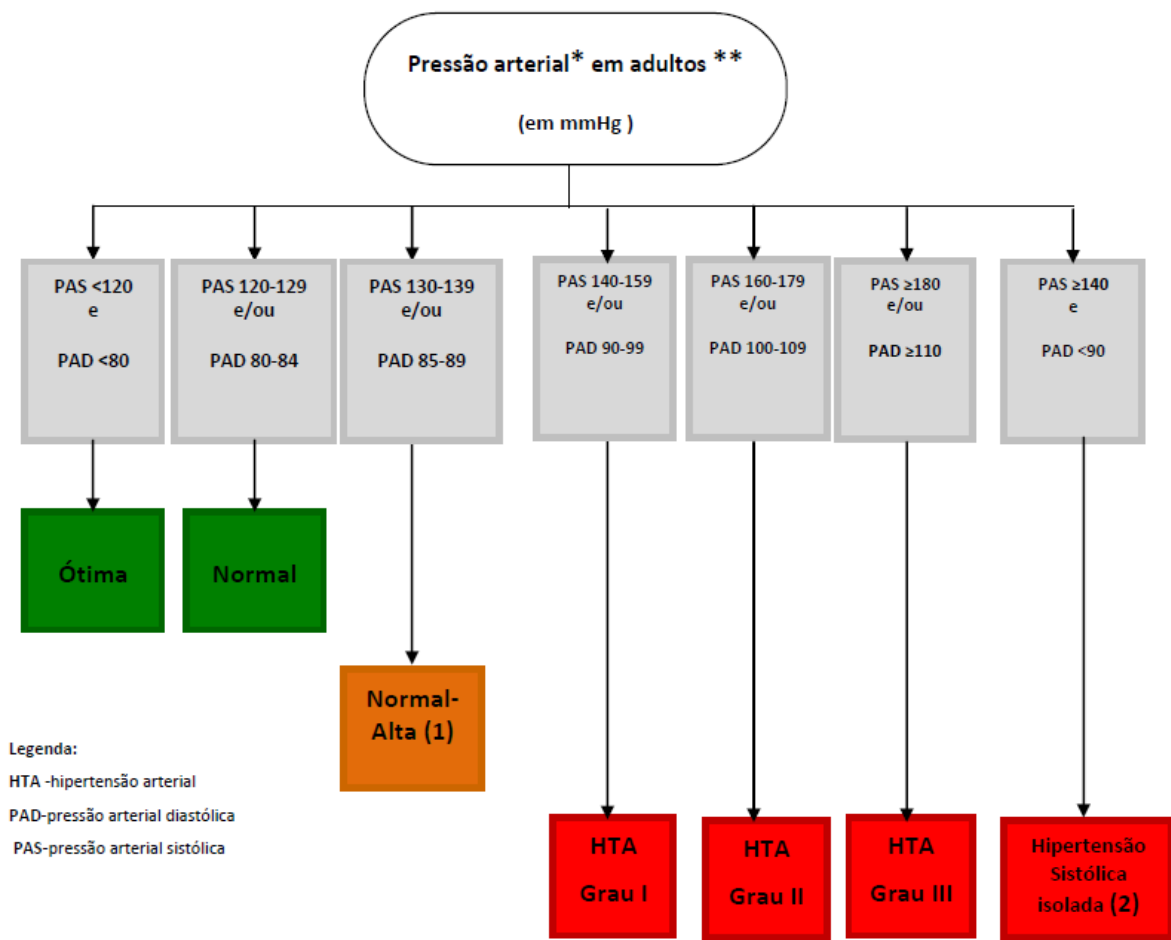 Pressão arterial* em adultos **
(em mmHg )
PAS <120
e
PAD <80
PAS 120-129
e/ou
PAD 80-84
PAS 130-139
e/ou
PAD 85-89
PAS 140-159
e/ou
PAD 90-99
PAS 160-179
e/ou
PAD 100-109
PAS ≥180
e/ou
PAD ≥110
PAS ≥140
e
PAD <90
Ótima
Normal
Normal-
Alta (1)
HTA
Grau I
HTA
Grau II
HTA
Grau III
Hipertensão
Sistólica
isolada (2)
Legenda:
HTA -hipertensão arterial
PAD-pressão arterial diastólica
PAS-pressão arterial sistólica